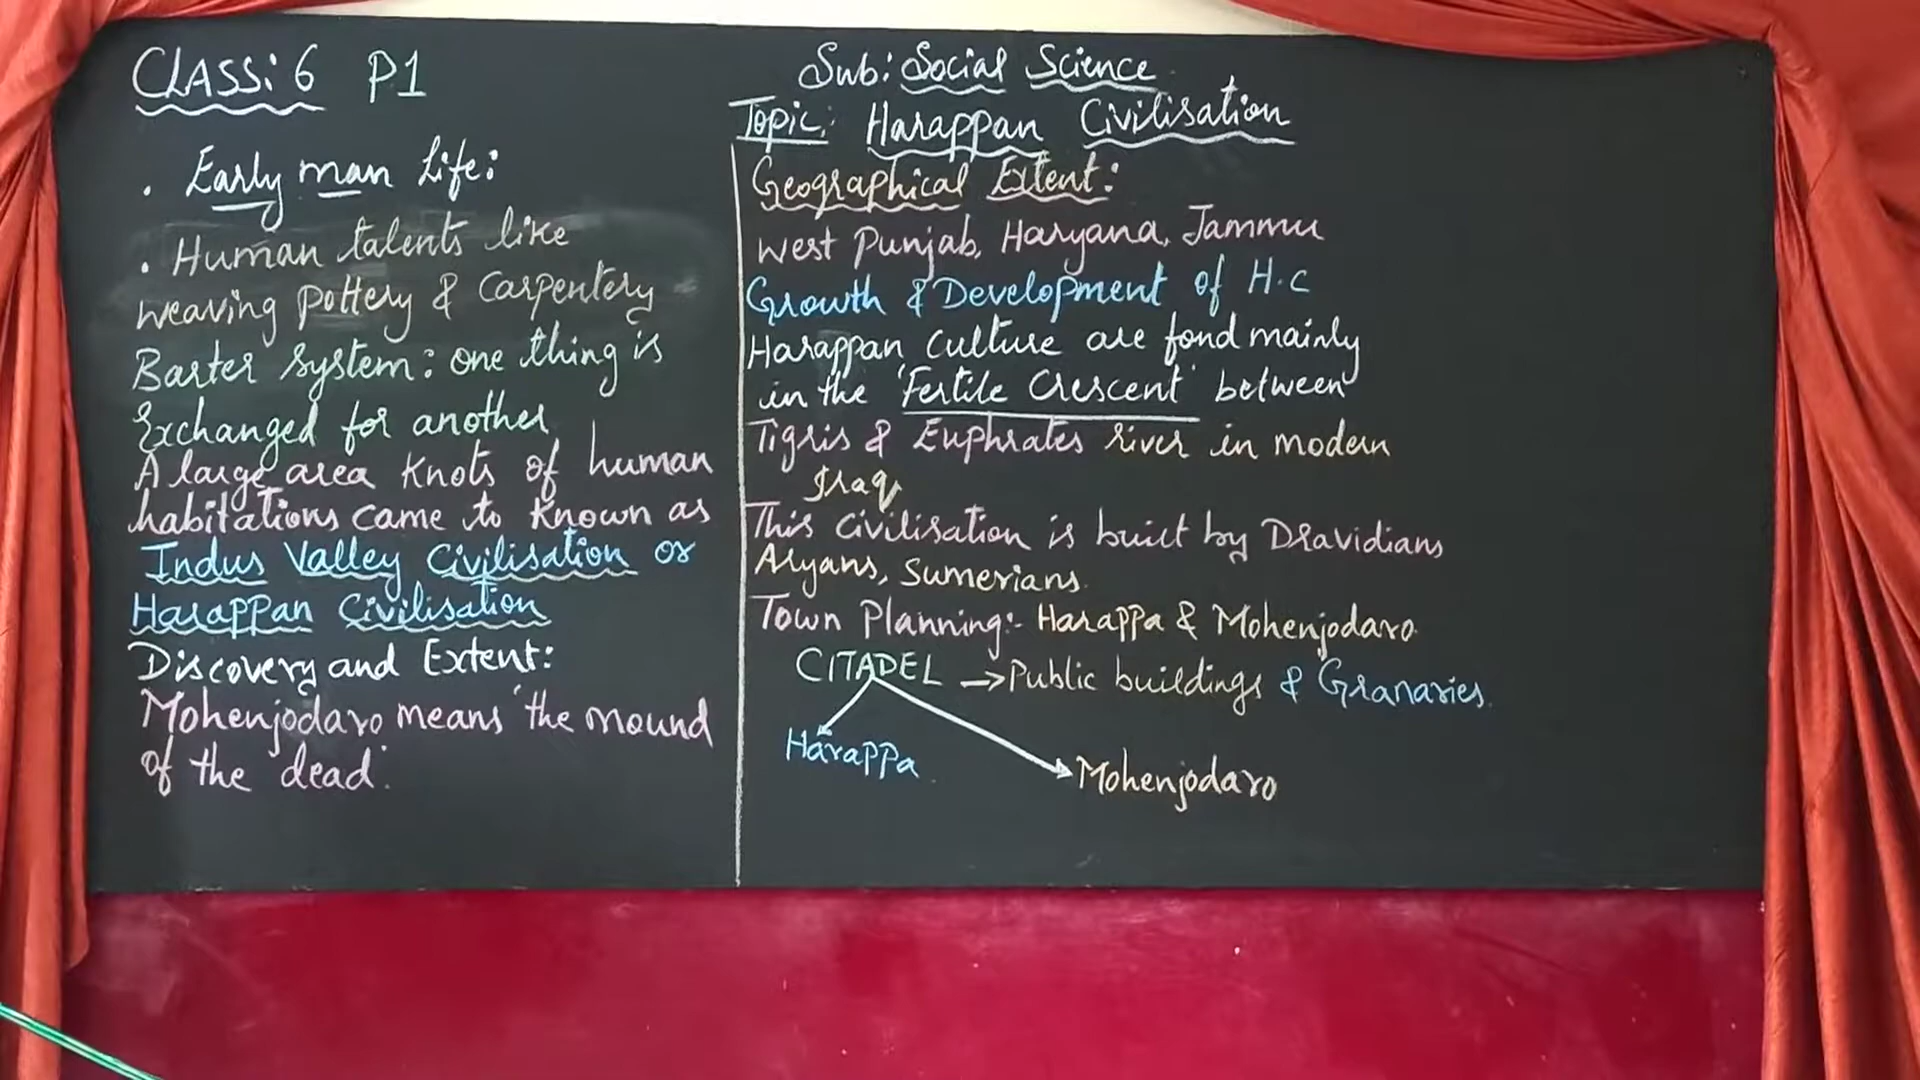 CLASS: 6 P1
Sub: Social Science
Topic: Harappan Civilisation
. Early man Life:
. Human talents like
weaving pottery & Carpentery
Barter System: one thing is
Exchanged for another
A large area Knots of human
habitations came to Known as
Indus Valley Civilisation or
Harappan Civilisation
Discovery and Extent:
Mohenjodaro means 'the mound
of the dead'.
Geographical Extent:
West Punjab, Haryana, Jammu
Growth & Development of H.C
Harappan Culture are fond mainly
in the 'Fertile Crescent' between
Tigris & Euphrates river in modern
Iraq
This Civilisation is built by Dravidians
Aryans, Sumerians.
Town Planning:- Harappa & Mohenjodaro.
CITADEL → Public buildings & Granaries.
Harappa
Mohenjodaro